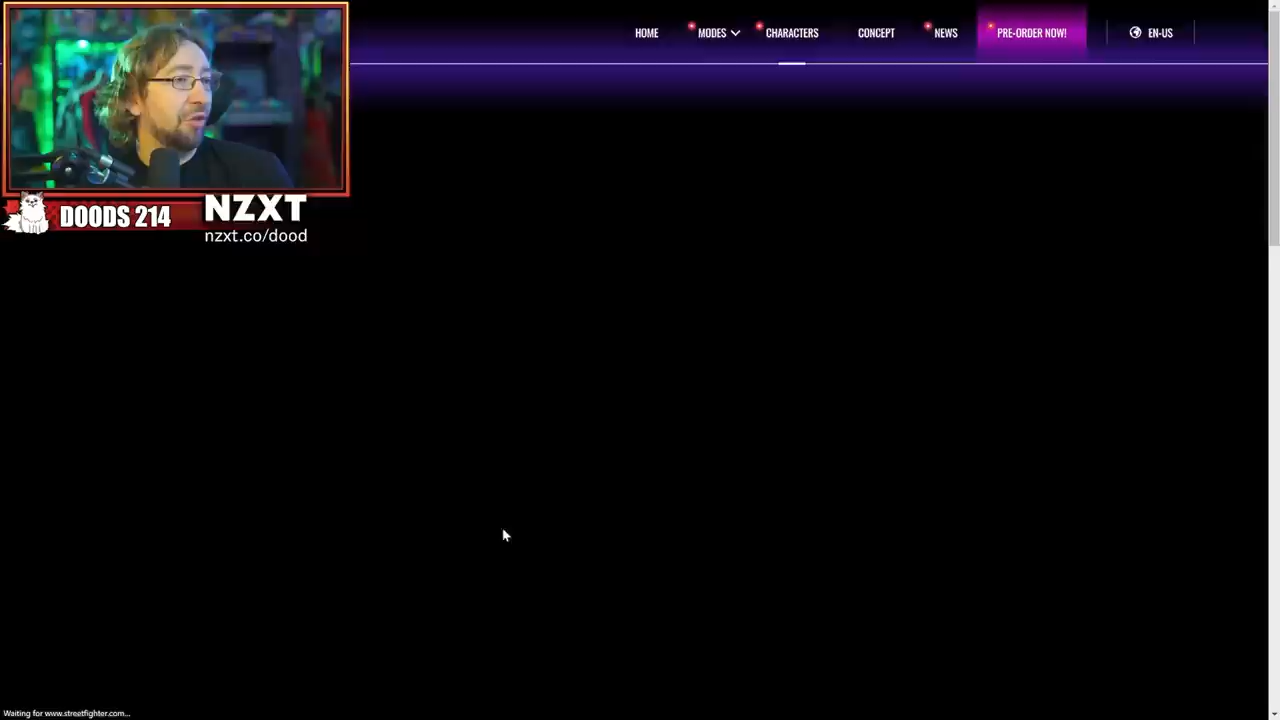 HOME
MODES
CHARACTERS
CONCEPT
NEWS
PRE-ORDER NOW!
EN-US
DOODS 214
NZXT
nzxt.co/dood
Waiting for www.streetfighter.com...